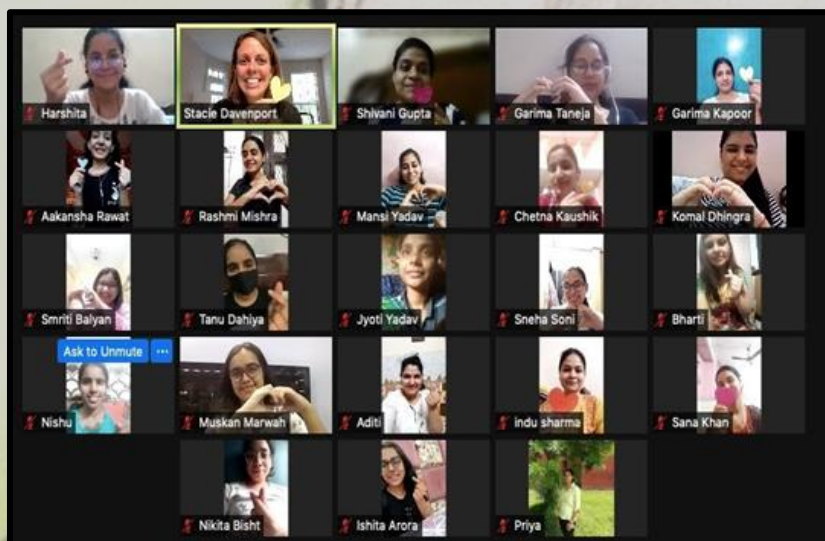 Harshita
Stacie Davenport
Shivani Gupta
Garima Taneja
Garima Kapoor
Aakansha Rawat
Rashmi Mishra
Mansi Yadav
Chetna Kaushik
Komal Dhingra
Smriti Balyan
Tanu Dahiya
Jyoti Yadav
Sneha Soni
Bharti
Ask to Unmute ...
Nishu
Muskan Marwah
Aditi
indu sharma
Sana Khan
Nikita Bisht
Ishita Arora
Priya